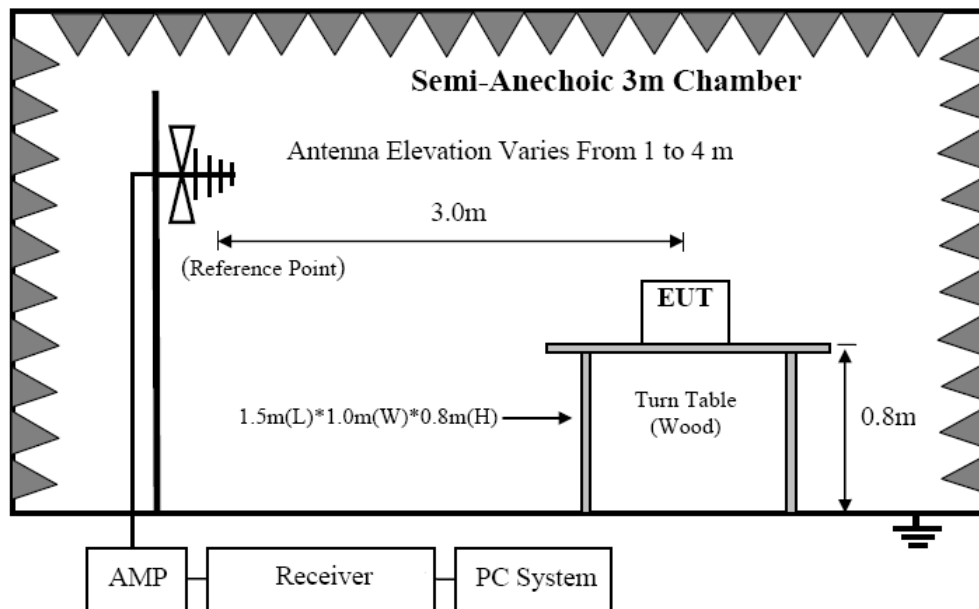 Semi-Anechoic 3m Chamber
Antenna Elevation Varies From 1 to 4 m
3.0m
(Reference Point)
EUT
1.5m(L)*1.0m(W)*0.8m(H)
Turn Table
(Wood)
0.8m
AMP
Receiver
PC System